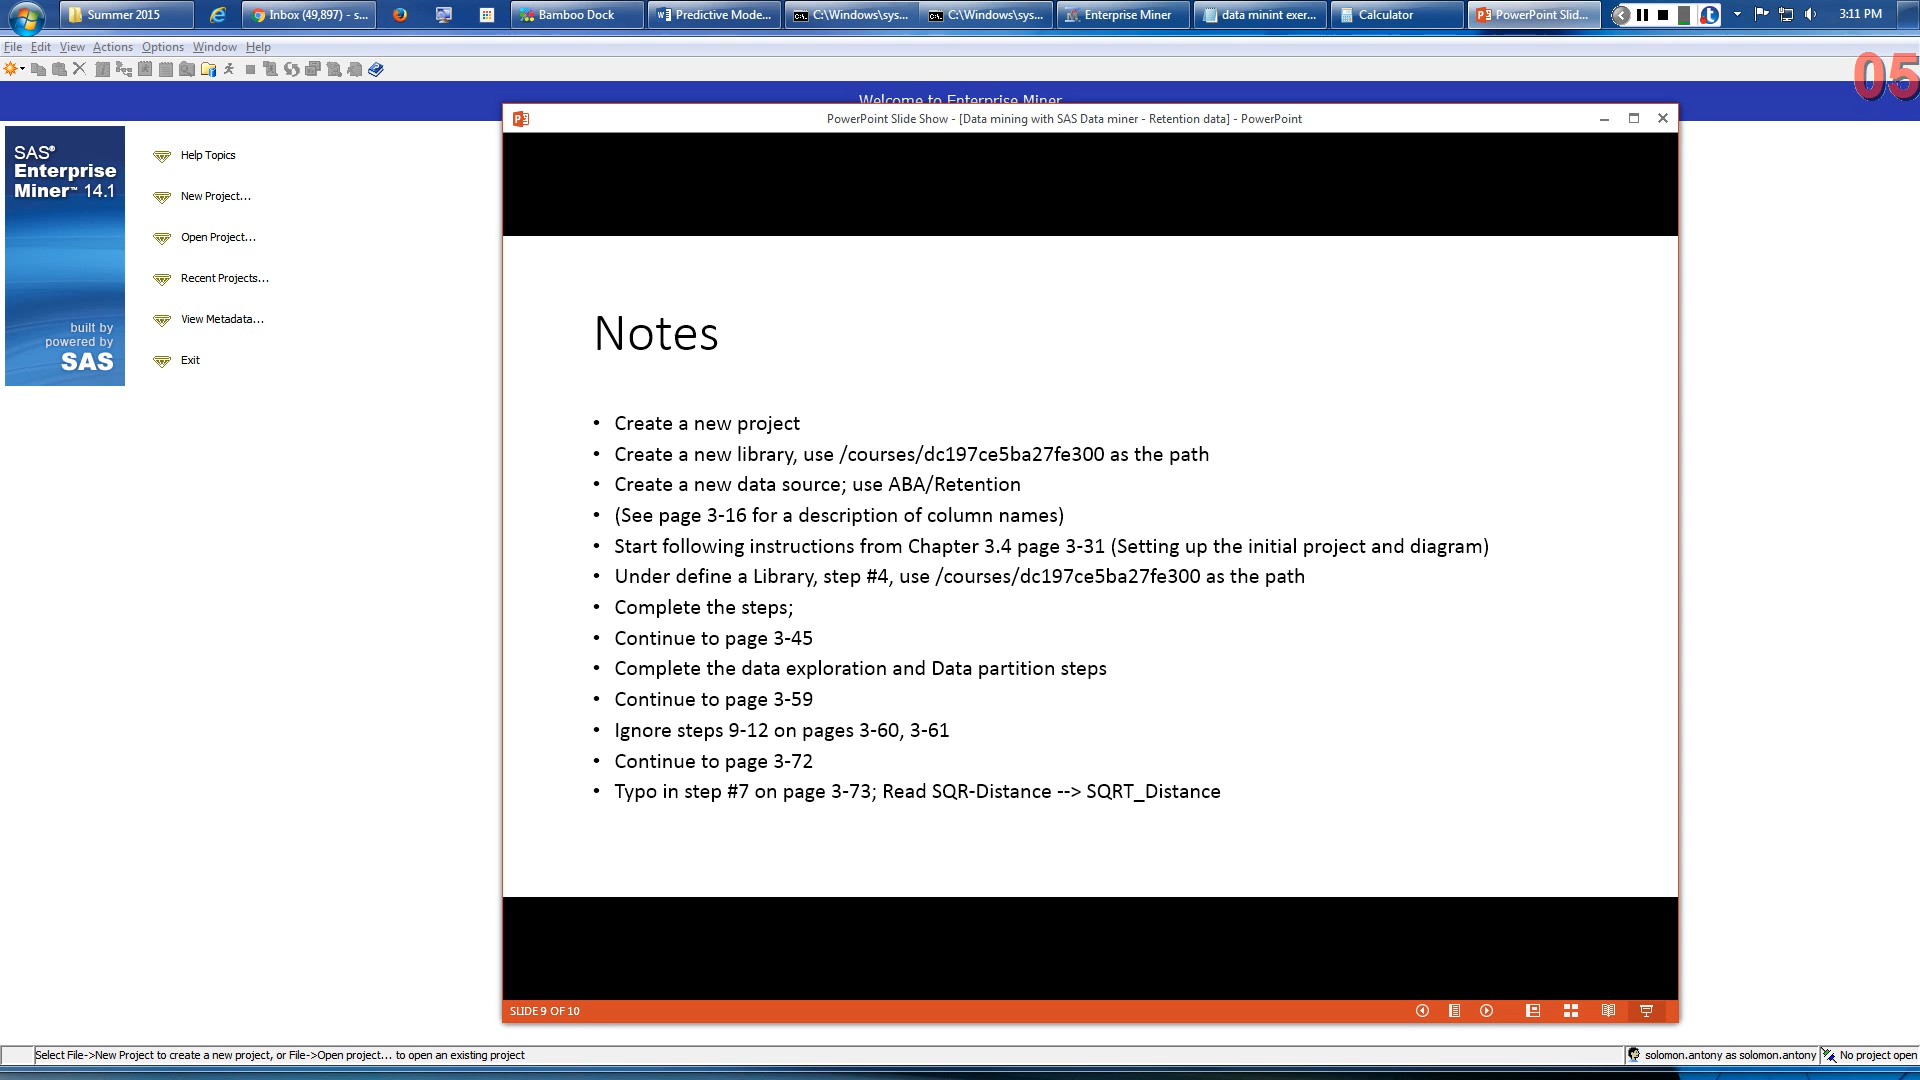 Summer 2015
Inbox (49,897) - s...
Bamboo Dock
Predictive Mode...
C:\Windows\sys...
C:\Windows\sys...
Enterprise Miner
data minint exer...
Calculator
PowerPoint Slid...
3:11 PM
File Edit View Actions Options Window Help
05
Welcome to Enterprise Miner
PowerPoint Slide Show - [Data mining with SAS Data miner - Retention data] - PowerPoint
SAS®
Enterprise
Miner™ 14.1
built by
powered by
SAS
Help Topics
New Project...
Open Project...
Recent Projects...
View Metadata...
Exit
Notes
• Create a new project
• Create a new library, use /courses/dc197ce5ba27fe300 as the path
• Create a new data source; use ABA/Retention
• (See page 3-16 for a description of column names)
• Start following instructions from Chapter 3.4 page 3-31 (Setting up the initial project and diagram)
• Under define a Library, step #4, use /courses/dc197ce5ba27fe300 as the path
• Complete the steps;
• Continue to page 3-45
• Complete the data exploration and Data partition steps
• Continue to page 3-59
• Ignore steps 9-12 on pages 3-60, 3-61
• Continue to page 3-72
• Typo in step #7 on page 3-73; Read SQR-Distance --> SQRT_Distance
SLIDE 9 OF 10
Select File->New Project to create a new project, or File->Open project... to open an existing project
solomon.antony as solomon.antony
No project open